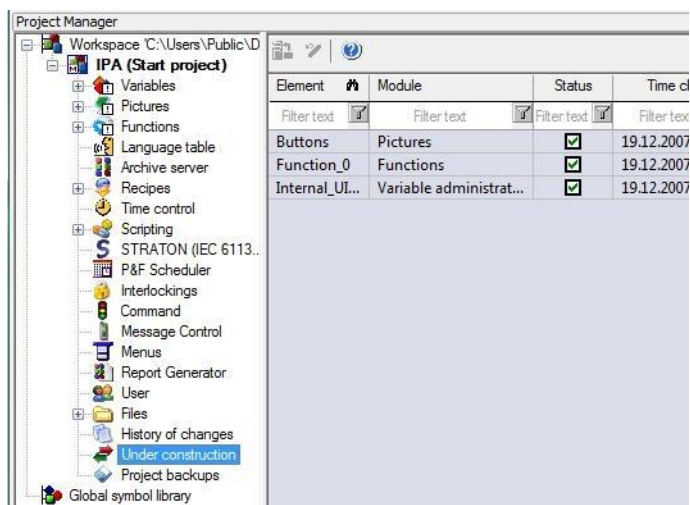 Project Manager
Workspace 'C:\Users\Public\D
IPA (Start project)
Variables
Pictures
Functions
Language table
Archive server
Recipes
Time control
Scripting
STRATON (IEC 6113..
P&F Scheduler
Interlockings
Command
Message Control
Menus
Report Generator
User
Files
History of changes
Under construction
Project backups
Global symbol library
Element Module Status Time cl
Filter text Filter text Filter text Filter text
Buttons Pictures 19.12.2007
Function_0 Functions 19.12.2007
Internal_UI... Variable administrat... 19.12.2007